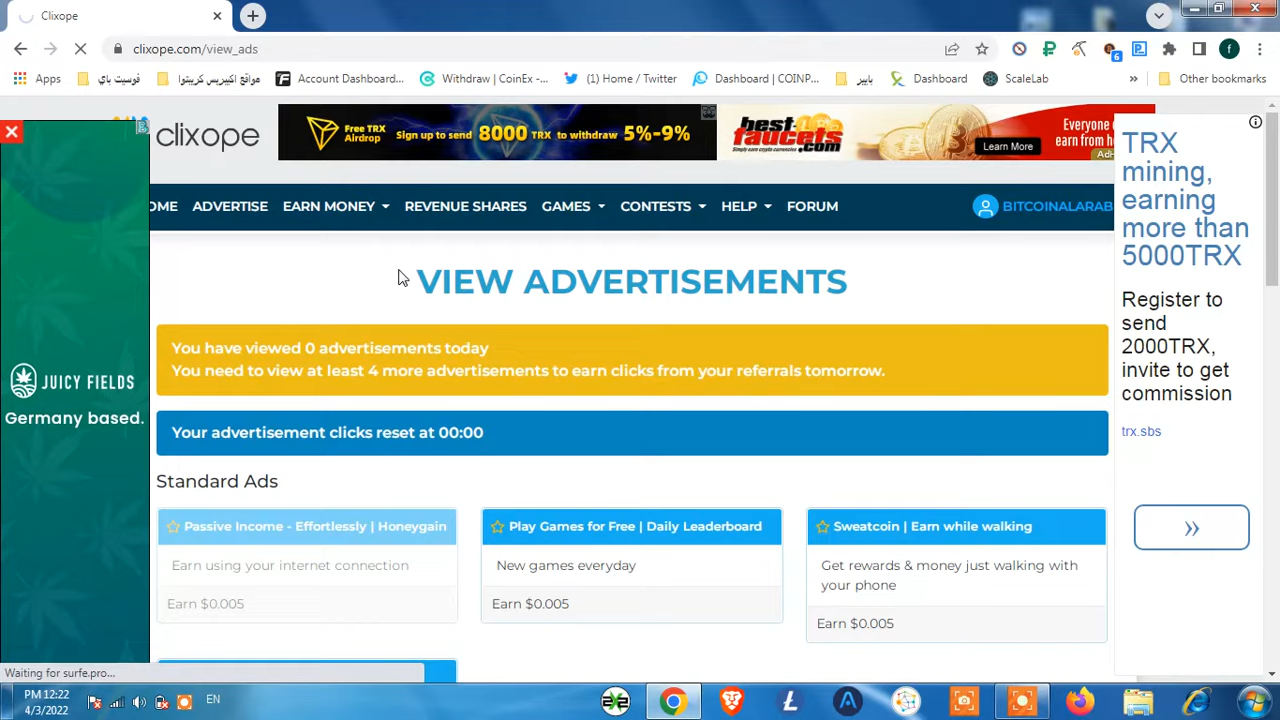 Clixope
clixope.com/view_ads
f
6
Apps
فوسيت باي
مواقع اكبيريس كريبتوا
Account Dashboard...
Withdraw | CoinEx -...
(1) Home / Twitter
Dashboard | COINP...
بايير
Dashboard
ScaleLab
»
Other bookmarks
clixope
Free TRX
Airdrop
Sign up to send 8000 TRX to withdraw 5%-9%
best-
faucets.com
Simply earn crypto currencies
Everyone
earn from he
Learn More
OME
ADVERTISE
EARN MONEY
REVENUE SHARES
GAMES
CONTESTS
HELP
FORUM
BITCOINALARAB
VIEW ADVERTISEMENTS
You have viewed 0 advertisements today
You need to view at least 4 more advertisements to earn clicks from your referrals tomorrow.
Your advertisement clicks reset at 00:00
Standard Ads
Passive Income - Effortlessly | Honeygain
Earn using your internet connection
Earn $0.005
Play Games for Free | Daily Leaderboard
New games everyday
Earn $0.005
Sweatcoin | Earn while walking
Get rewards & money just walking with
your phone
Earn $0.005
JUICY FIELDS
Germany based.
TRX
mining,
earning
more than
5000TRX
Register to
send
2000TRX,
invite to get
commission
trx.sbs
»
Waiting for surfe.pro...
PM 12:22
4/3/2022
EN